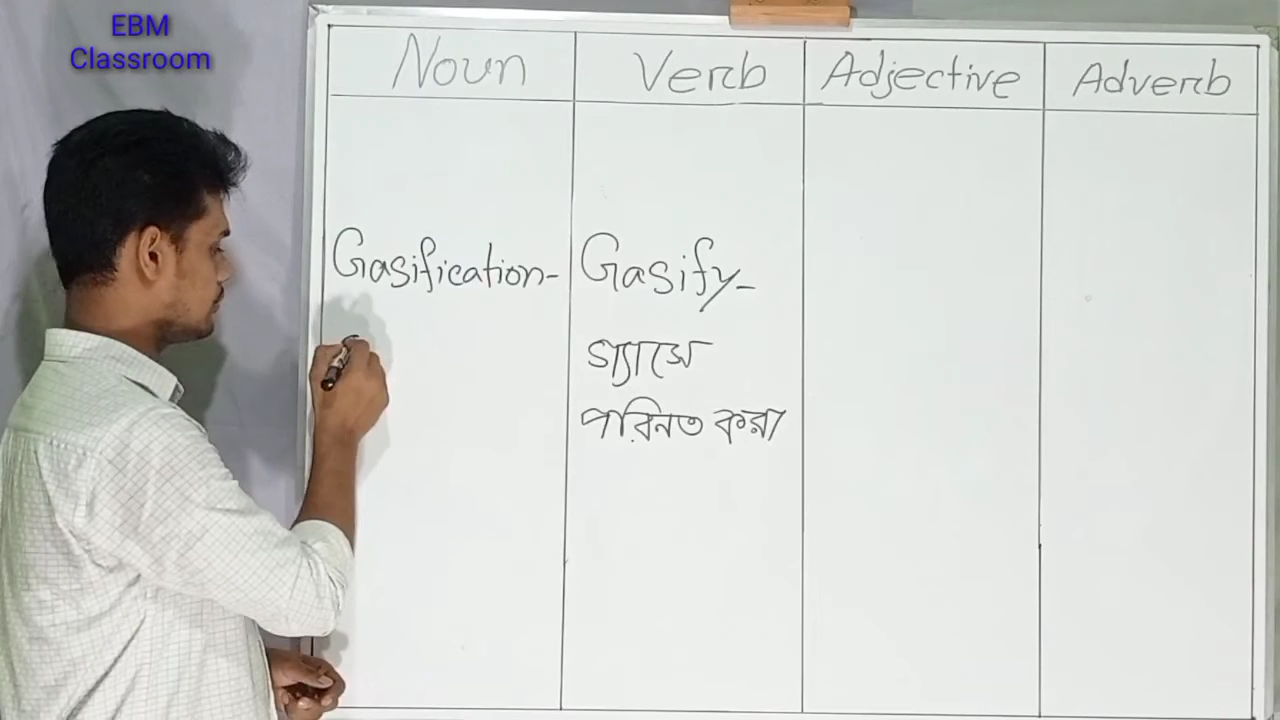 EBM
Classroom
Noun Verb Adjective Adverb
Gasification- Gasify-
গ্যাসে
পরিনত করা